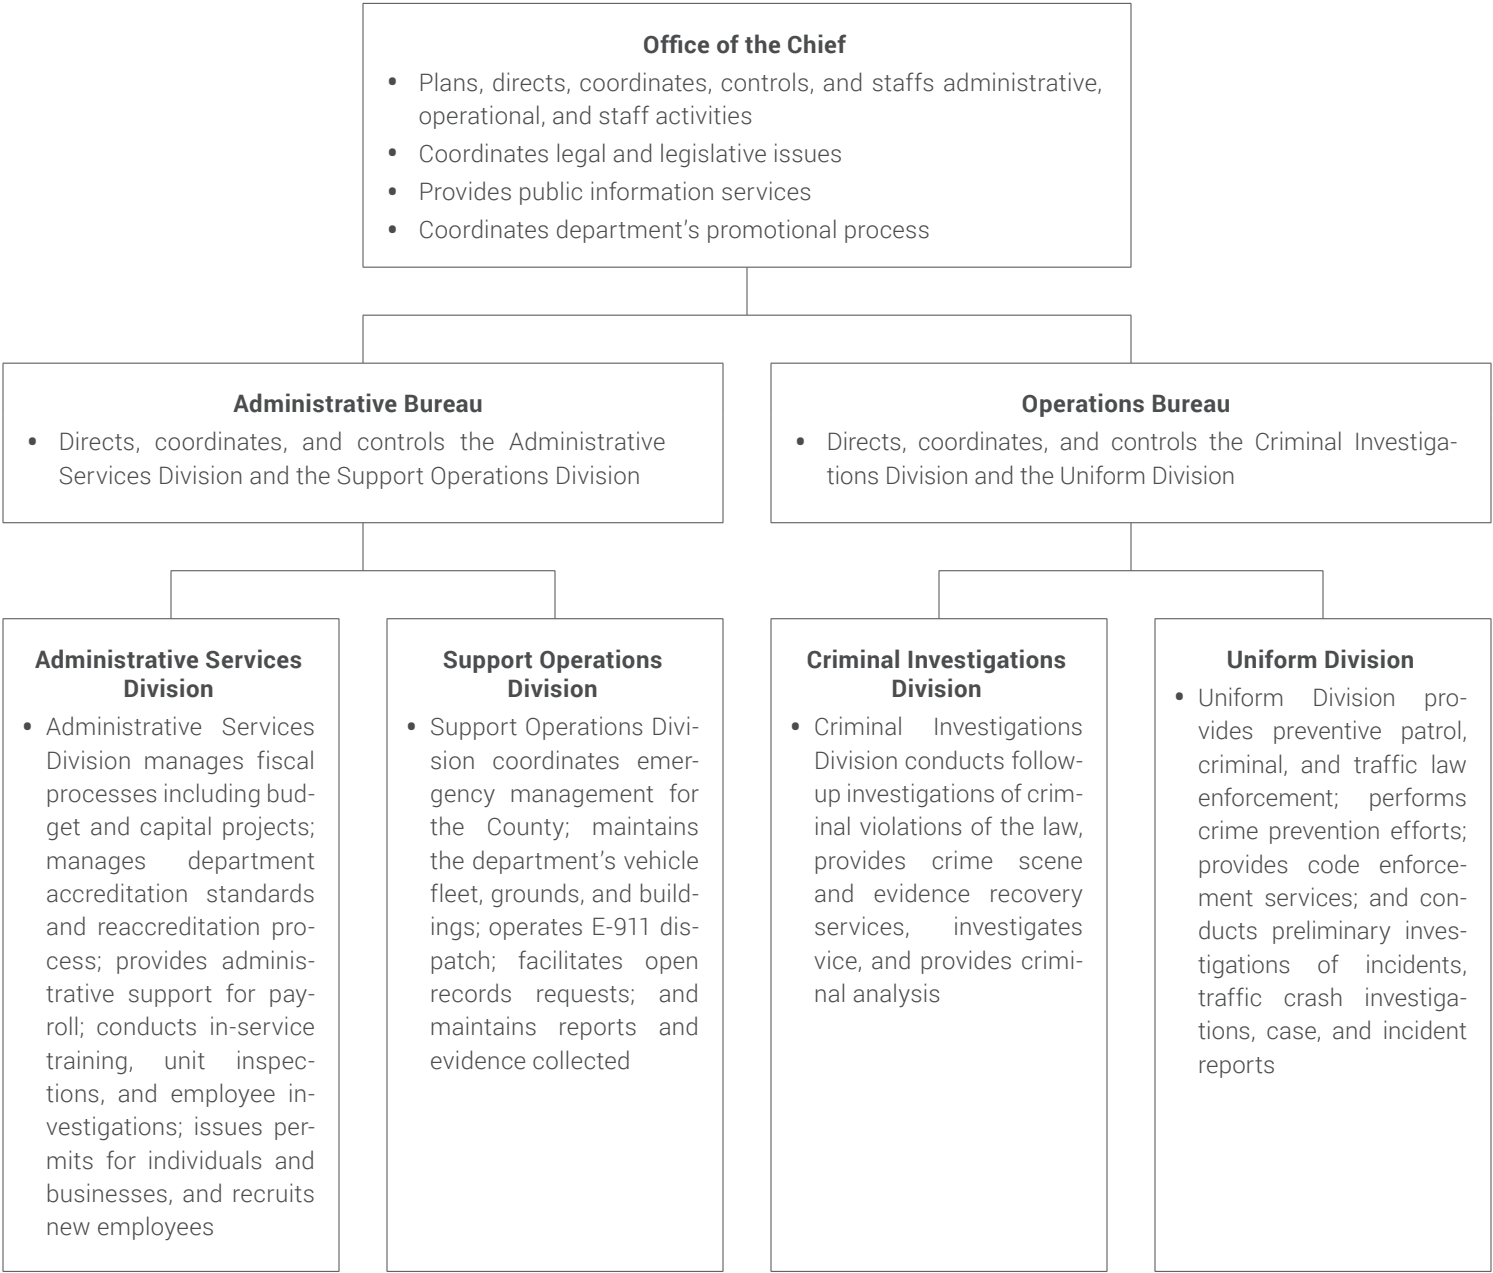 Office of the Chief
• Plans, directs, coordinates, controls, and staffs administrative,
operational, and staff activities
• Coordinates legal and legislative issues
• Provides public information services
• Coordinates department’s promotional process
Administrative Bureau
• Directs, coordinates, and controls the Administrative
Services Division and the Support Operations Division
Operations Bureau
• Directs, coordinates, and controls the Criminal Investiga-
tions Division and the Uniform Division
Administrative Services
Division
• Administrative Services
Division manages fiscal
processes including bud-
get and capital projects;
manages department
accreditation standards
and reaccreditation pro-
cess; provides adminis-
trative support for pay-
roll; conducts in-service
training, unit inspec-
tions, and employee in-
vestigations; issues per-
mits for individuals and
businesses, and recruits
new employees
Support Operations
Division
• Support Operations Divi-
sion coordinates emer-
gency management for
the County; maintains
the department’s vehicle
fleet, grounds, and build-
ings; operates E-911 dis-
patch; facilitates open
records requests; and
maintains reports and
evidence collected
Criminal Investigations
Division
• Criminal Investigations
Division conducts follow-
up investigations of crim-
inal violations of the law,
provides crime scene
and evidence recovery
services, investigates
vice, and provides crimi-
nal analysis
Uniform Division
• Uniform Division pro-
vides preventive patrol,
criminal, and traffic law
enforcement; performs
crime prevention efforts;
provides code enforce-
ment services; and con-
ducts preliminary inves-
tigations of incidents,
traffic crash investiga-
tions, case, and incident
reports